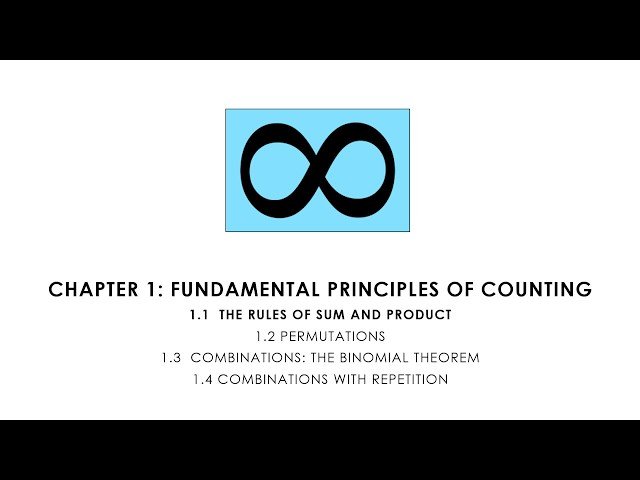 CHAPTER 1: FUNDAMENTAL PRINCIPLES OF COUNTING
1.1 THE RULES OF SUM AND PRODUCT
1.2 PERMUTATIONS
1.3 COMBINATIONS: THE BINOMIAL THEOREM
1.4 COMBINATIONS WITH REPETITION